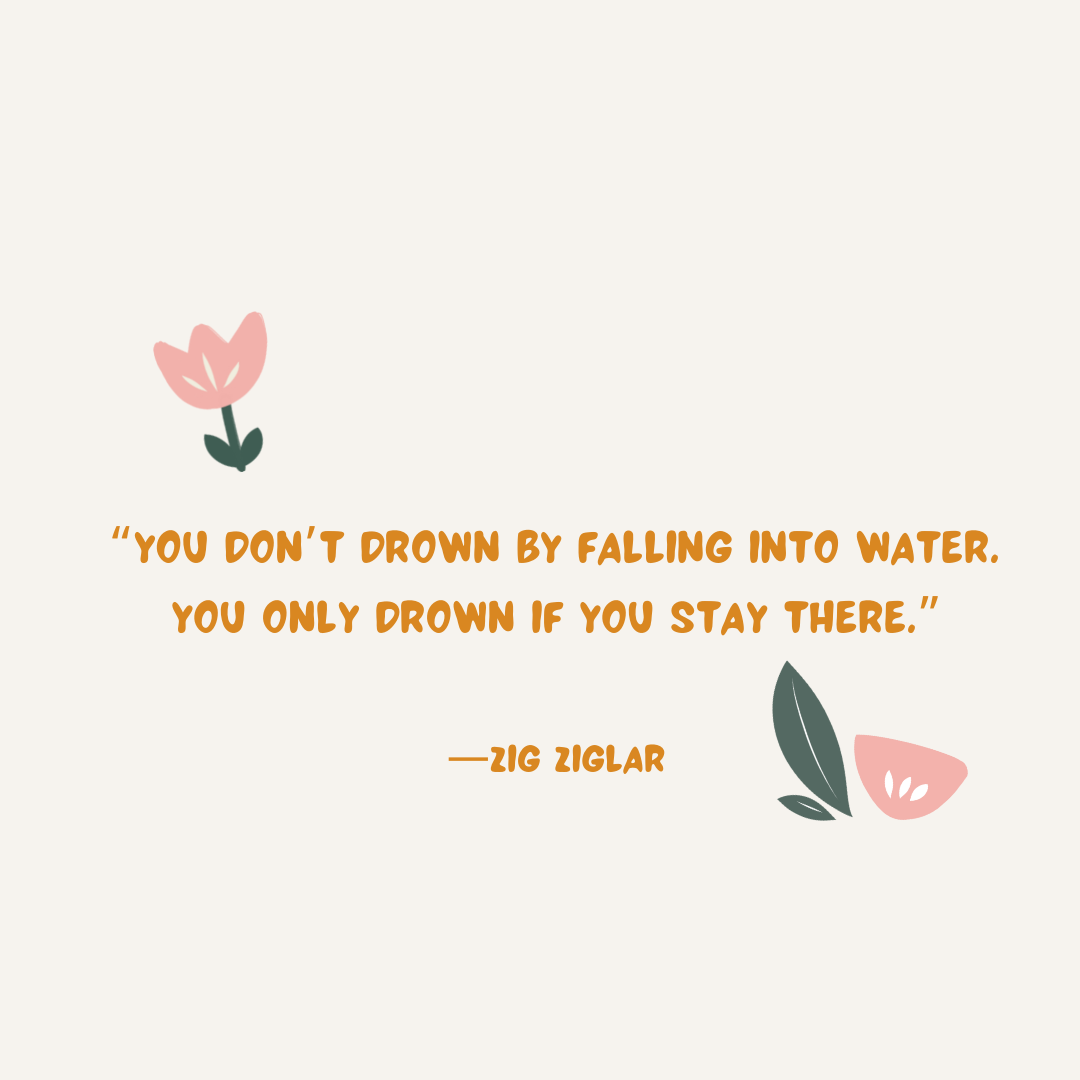 “YOU DON’T DROWN BY FALLING INTO WATER.
YOU ONLY DROWN IF YOU STAY THERE.”
—ZIG ZIGLAR